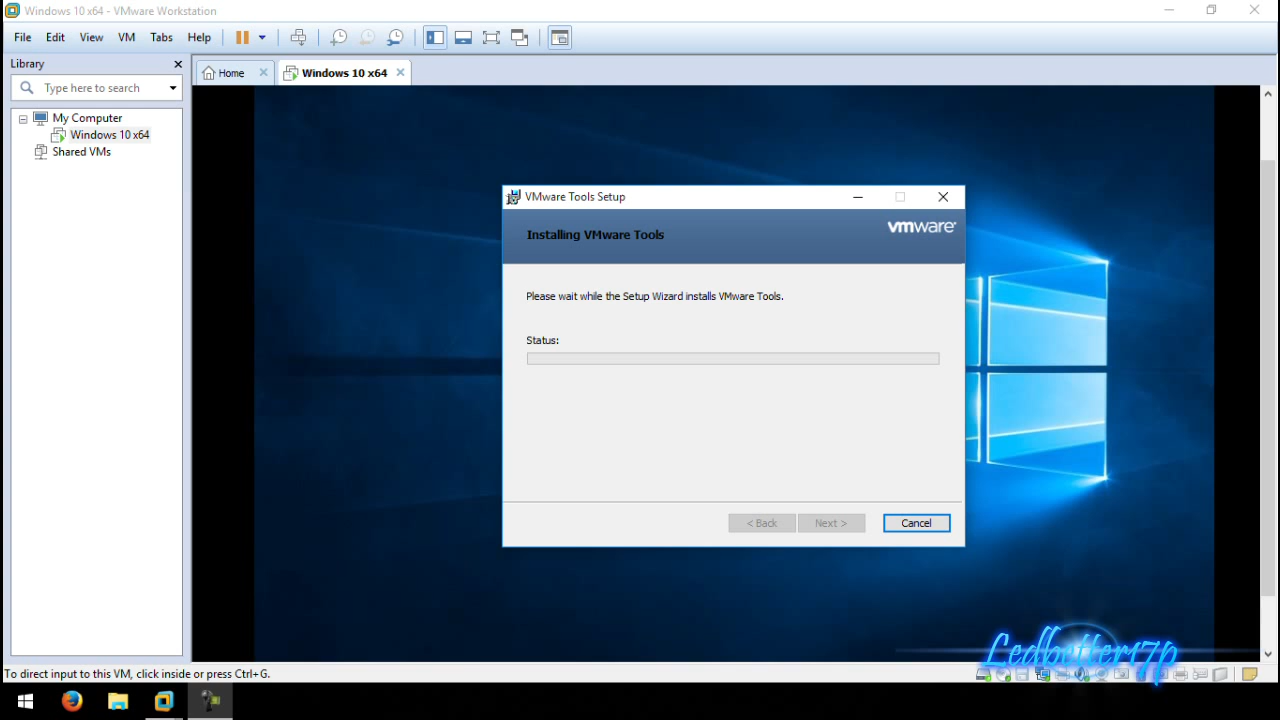 Windows 10 x64 - VMware Workstation
File Edit View VM Tabs Help
Library
Type here to search
My Computer
Windows 10 x64
Shared VMs
Home
Windows 10 x64
VMware Tools Setup
Installing VMware Tools
vmware
Please wait while the Setup Wizard installs VMware Tools.
Status:
< Back
Next >
Cancel
Ledbetter17p
To direct input to this VM, click inside or press Ctrl+G.